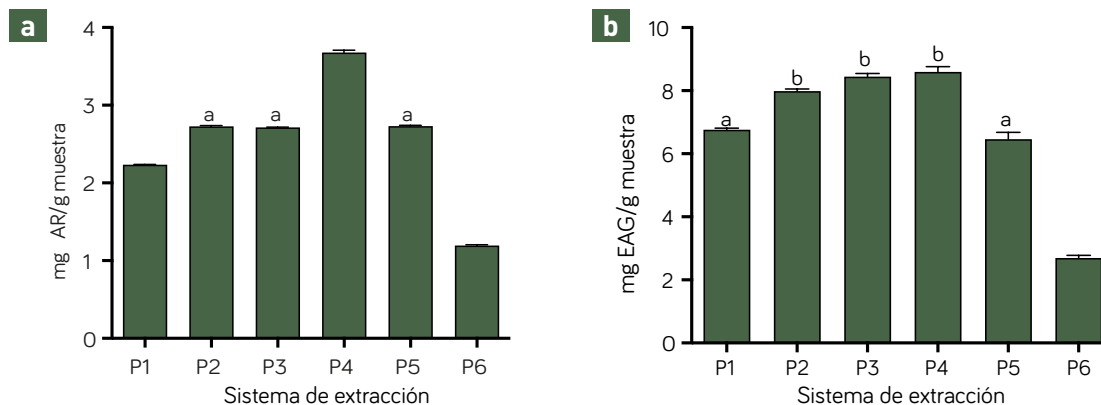 a
4
3
2
1
0
mg AR/g muestra
a
a
a
P1 P2 P3 P4 P5 P6
Sistema de extracción
b
10
8
6
4
2
0
mg EAG/g muestra
a
b
b
b
a
P1 P2 P3 P4 P5 P6
Sistema de extracción